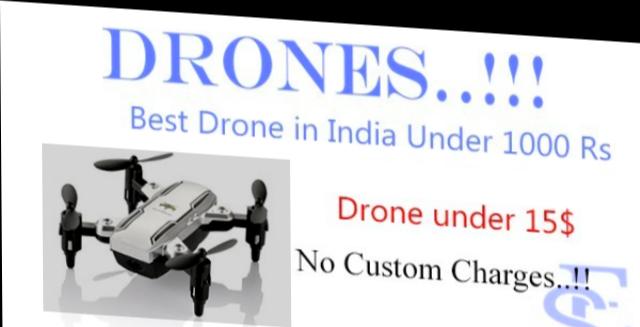 DRONES..!!!
Best Drone in India Under 1000 Rs
Drone under 15$
No Custom Charges..!!